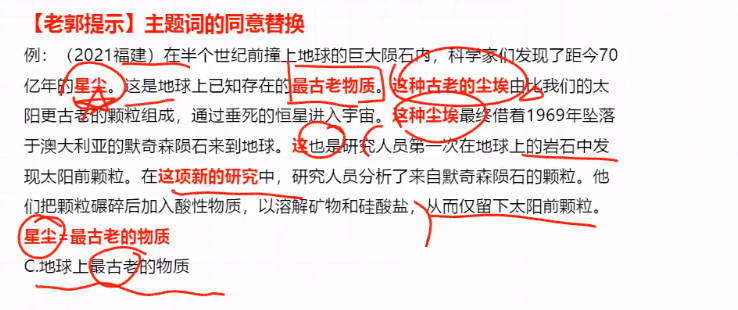 【老郭提示】主题词的同意替换
例：（2021福建）在半个世纪前撞上地球的巨大陨石内，科学家们发现了距今70
亿年的星尘。这是地球上已知存在的最古老物质。这种古老的尘埃由比我们的太
阳更古老的颗粒组成，通过垂死的恒星进入宇宙。这种尘埃最终借着1969年坠落
于澳大利亚的默奇森陨石来到地球。这也是研究人员第一次在地球上的岩石中发
现太阳前颗粒。在这项新的研究中，研究人员分析了来自默奇森陨石的颗粒。他
们把颗粒碾碎后加入酸性物质，以溶解矿物和硅酸盐，从而仅留下太阳前颗粒。
星尘=最古老的物质
C.地球上最古老的物质